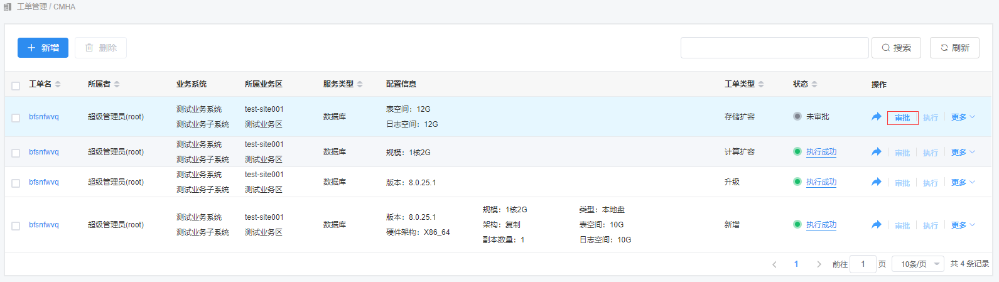 工单管理 / CMHA
新增 删除 搜索 刷新
工单名 所属者 业务系统 所属业务区 服务类型 配置信息 工单类型 状态 操作
bfsnfwvq 超级管理员(root) 测试业务系统 test-site001 数据库 表空间：12G 存储扩容 未审批 审批 执行 更多
测试业务子系统 测试业务区 日志空间：12G
bfsnfwvq 超级管理员(root) 测试业务系统 test-site001 数据库 规模：1核2G 计算扩容 执行成功 审批 执行 更多
测试业务子系统 测试业务区
bfsnfwvq 超级管理员(root) 测试业务系统 test-site001 数据库 版本：8.0.25.1 升级 执行成功 审批 执行 更多
测试业务子系统 测试业务区
规模：1核2G 类型：本地盘
bfsnfwvq 超级管理员(root) 测试业务系统 test-site001 数据库 版本：8.0.25.1 架构：复制 表空间：10G 新增 执行成功 审批 执行 更多
测试业务子系统 测试业务区 硬件架构：X86_64
副本数量：1 日志空间：10G
1 前往 1 页 10条/页 共 4 条记录